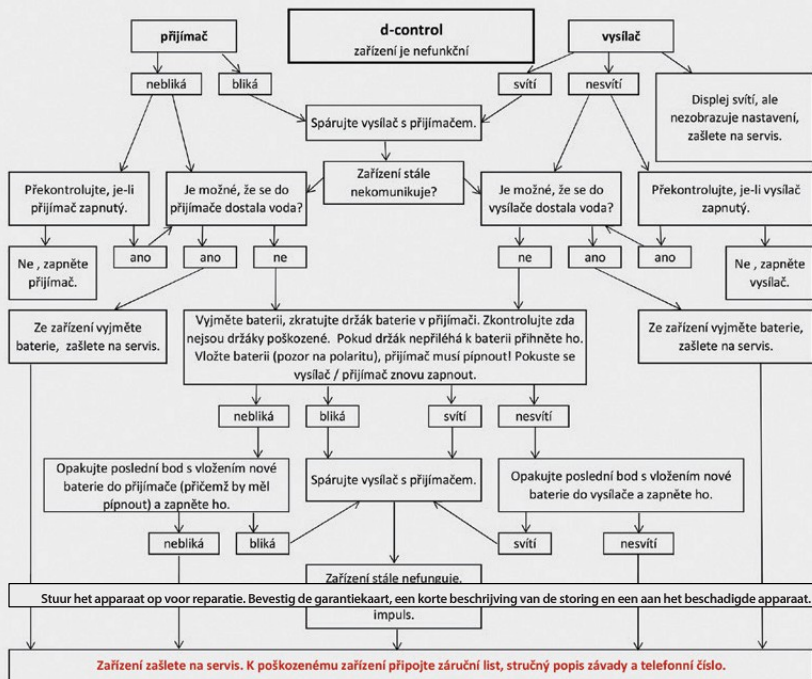 d-control
zařízení je nefunkční
přijímač
vysílač
nebliká
bliká
svítí
nesvítí
Displej svítí, ale
nezobrazuje nastavení,
zašlete na servis.
Spárujte vysílač s přijímačem.
Zařízení stále
nekomunikuje?
Překontrolujte, je-li
přijímač zapnutý.
Je možné, že se do
přijímače dostala voda?
Je možné, že se do
vysílače dostala voda?
Překontrolujte, je-li vysílač
zapnutý.
Ne , zapněte
přijímač.
ano
ano
ne
ne
ano
ano
Ne , zapněte
vysílač.
Ze zařízení vyjměte
baterie, zašlete na servis.
Vyjměte baterii, zkratujte držák baterie v přijímači. Zkontrolujte zda
nejsou držáky poškozené. Pokud držák nepřiléhá k baterii přihněte ho.
Vložte baterii (pozor na polaritu), přijímač musí pípnout! Pokuste se
vysílač / přijímač znovu zapnout.
Ze zařízení vyjměte baterie,
zašlete na servis.
nebliká
bliká
svítí
nesvítí
Opakujte poslední bod s vložením nové
baterie do přijímače (přičemž by měl
pípnout) a zapněte ho.
Spárujte vysílač s přijímačem.
Opakujte poslední bod s vložením nové
baterie do vysílače a zapněte ho.
nebliká
bliká
svítí
nesvítí
Zařízení stále nefunguje.
Stuur het apparaat op voor reparatie. Bevestig de garantiekaart, een korte beschrijving van de storing en een aan het beschadigde apparaat.
impuls.
Zařízení zašlete na servis. K poškozenému zařízení připojte záruční list, stručný popis závady a telefonní číslo.